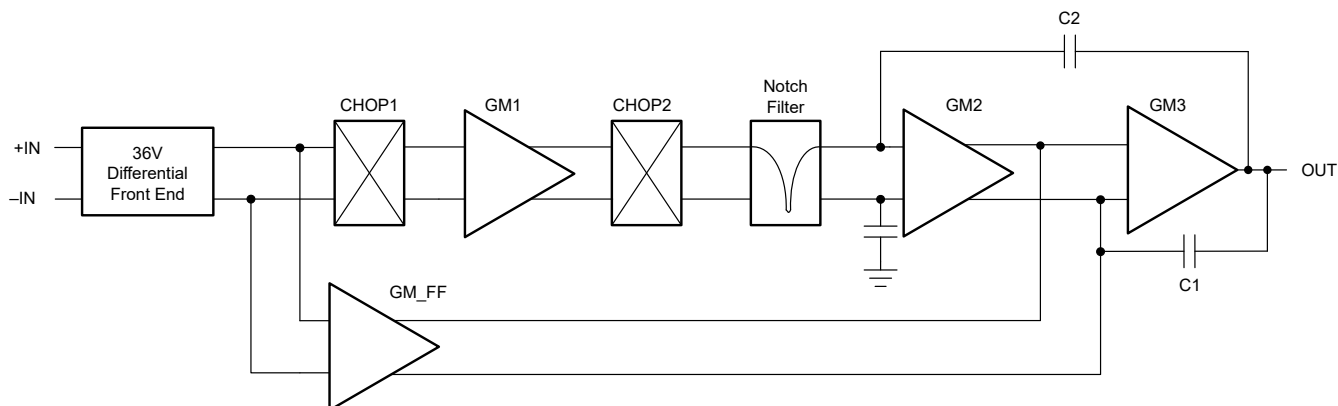 C2
Notch
Filter
CHOP1
GM1
CHOP2
GM2
GM3
+IN
–IN
36V
Differential
Front End
OUT
GM_FF
C1